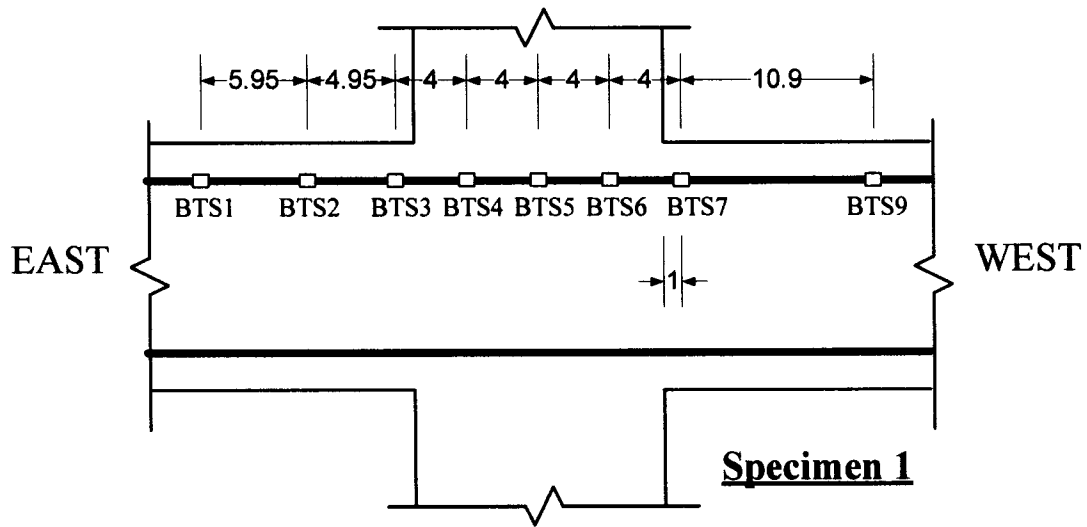 5.95 4.95 4 4 4 4 10.9
BTS1 BTS2 BTS3 BTS4 BTS5 BTS6 BTS7 BTS9
EAST WEST
1
Specimen 1